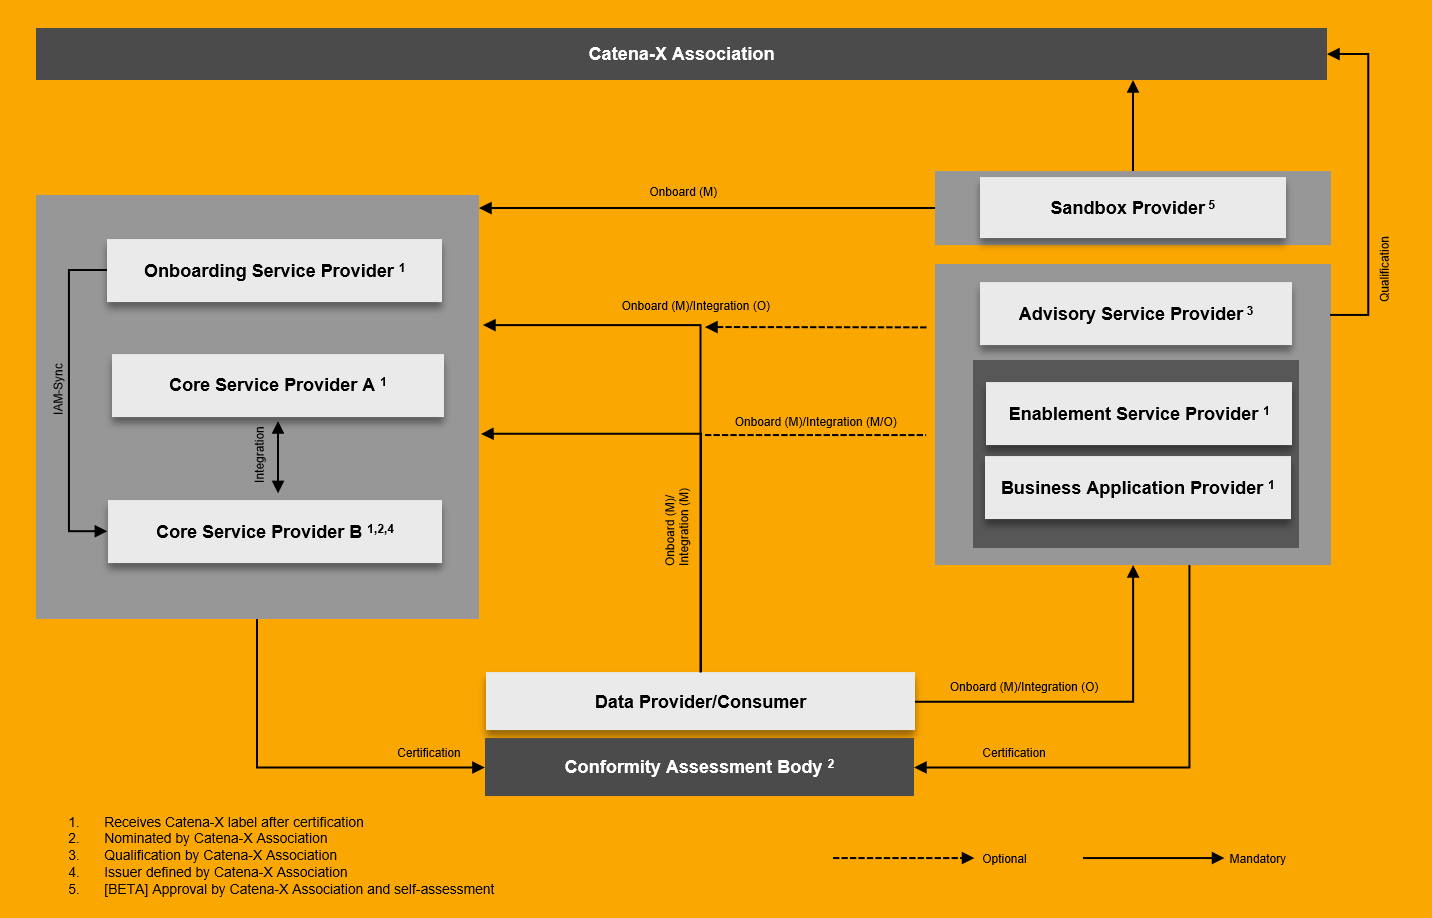 Catena-X Association
Onboard (M)
Sandbox Provider 5
Qualification
Onboarding Service Provider 1
Onboard (M)/Integration (O)
Advisory Service Provider 3
IAM-Sync
Core Service Provider A 1
Enablement Service Provider 1
Onboard (M)/Integration (M/O)
Integration
Business Application Provider 1
Onboard (M)/
Integration (M)
Core Service Provider B 1,2,4
Data Provider/Consumer
Onboard (M)/Integration (O)
Certification
Conformity Assessment Body 2
Certification
1. Receives Catena-X label after certification
2. Nominated by Catena-X Association
3. Qualification by Catena-X Association
4. Issuer defined by Catena-X Association
5. [BETA] Approval by Catena-X Association and self-assessment
Optional
Mandatory